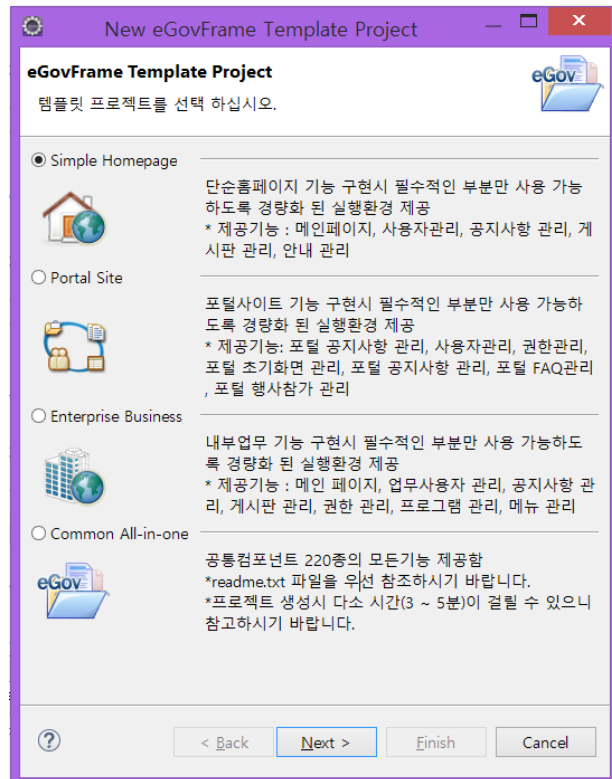 New eGovFrame Template Project
eGovFrame Template Project
템플릿 프로젝트를 선택 하십시오.
eGov
Simple Homepage
단순홈페이지 기능 구현시 필수적인 부분만 사용 가능
하도록 경량화 된 실행환경 제공
* 제공기능 : 메인페이지, 사용자관리, 공지사항 관리, 게
시판 관리, 안내 관리
Portal Site
포털사이트 기능 구현시 필수적인 부분만 사용 가능하
도록 경량화 된 실행환경 제공
* 제공기능: 포털 공지사항 관리, 사용자관리, 권한관리,
포털 초기화면 관리, 포털 공지사항 관리, 포털 FAQ관리
, 포털 행사참가 관리
Enterprise Business
내부업무 기능 구현시 필수적인 부분만 사용 가능하도
록 경량화 된 실행환경 제공
* 제공기능 : 메인 페이지, 업무사용자 관리, 공지사항 관
리, 게시판 관리, 권한 관리, 프로그램 관리, 메뉴 관리
Common All-in-one
eGov
공통컴포넌트 220종의 모든기능 제공함
*readme.txt 파일을 우선 참조하시기 바랍니다.
*프로젝트 생성시 다소 시간(3 ~ 5분)이 걸릴 수 있으니
참고하시기 바랍니다.
?
< Back
Next >
Finish
Cancel